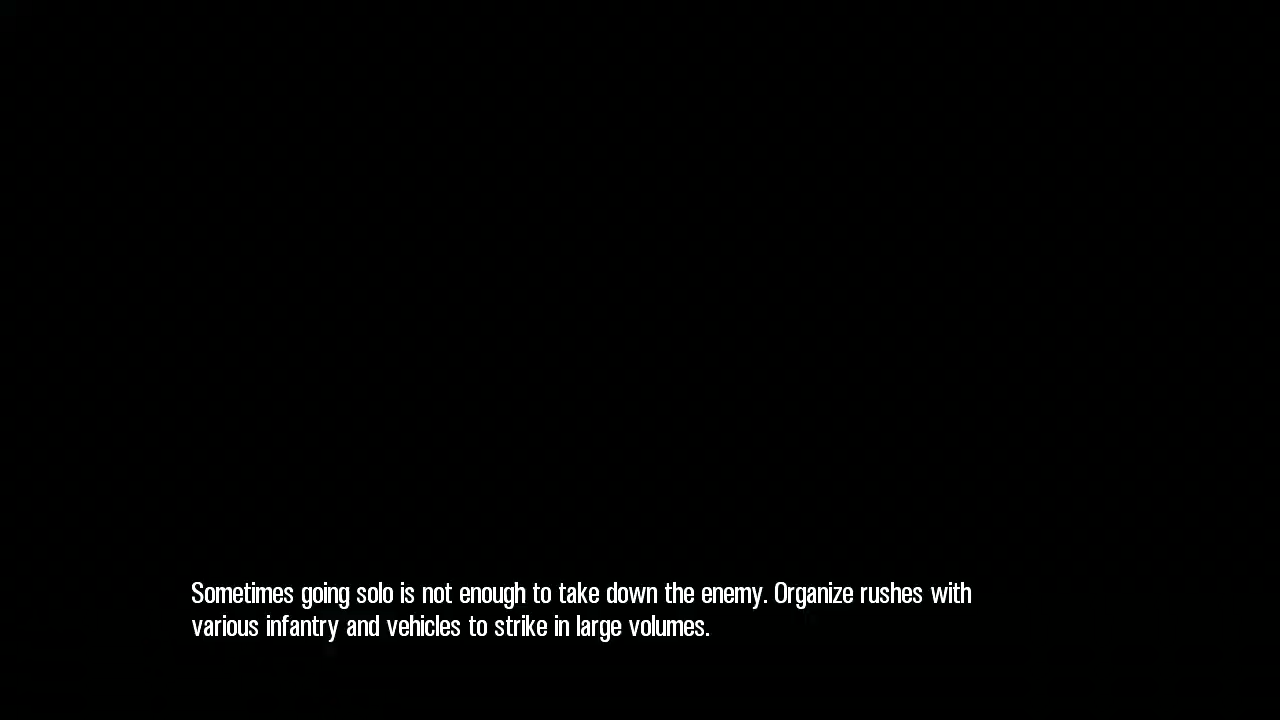 Sometimes going solo is not enough to take down the enemy. Organize rushes with
various infantry and vehicles to strike in large volumes.